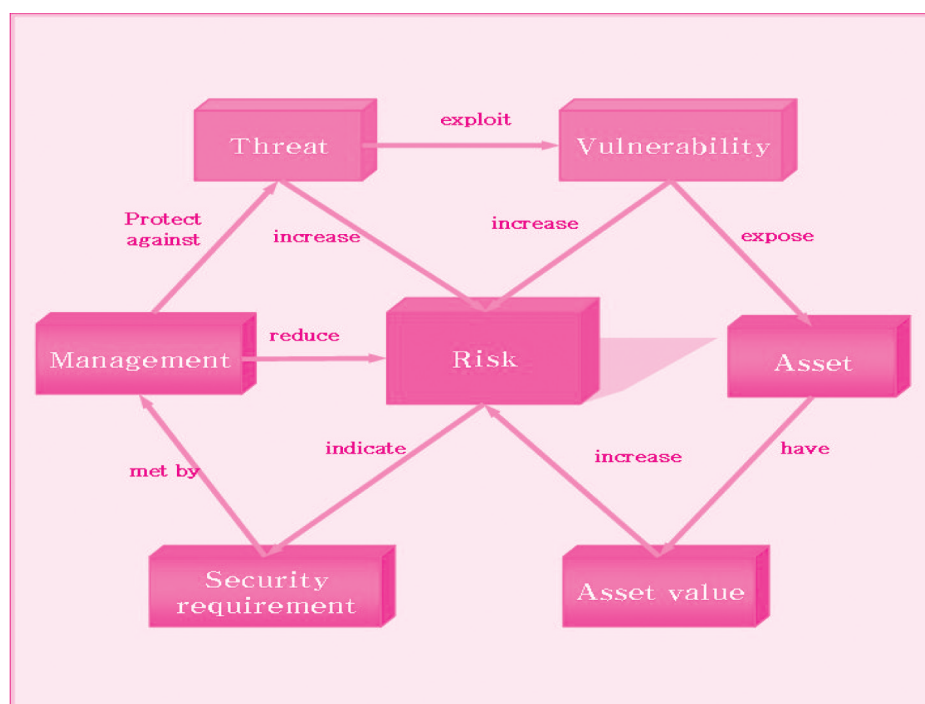 exploit
Threat
Vulnerability
Protect
against
increase
increase
expose
reduce
Management
Risk
Asset
indicate
increase
have
met by
Security
requirement
Asset value